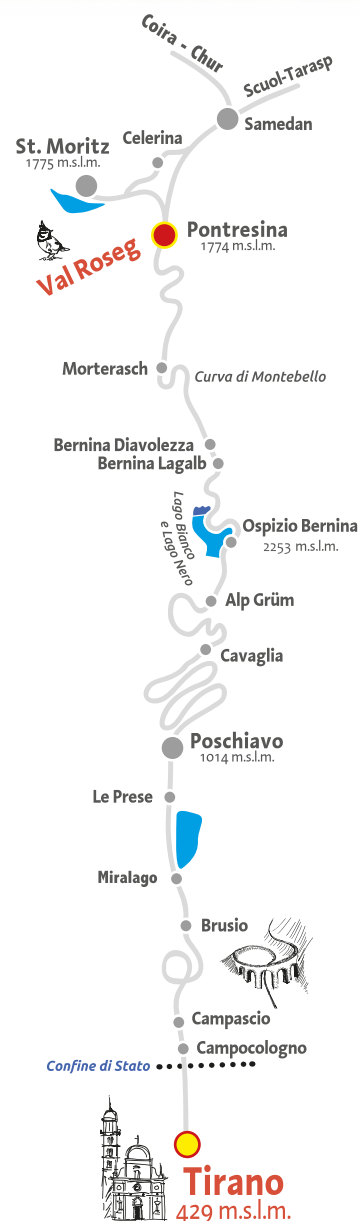 Coira - Chur
Scuol-Tarasp
Samedan
Celerina
St. Moritz
1775 m.s.l.m.
Pontresina
1774 m.s.l.m.
Val Roseg
Morterasch
Curva di Montebello
Bernina Diavolezza
Bernina Lagalb
Lago Bianco
e Lago Nero
Ospizio Bernina
2253 m.s.l.m.
Alp Grüm
Cavaglia
Poschiavo
1014 m.s.l.m.
Le Prese
Miralago
Brusio
Campascio
Campocologno
Confine di Stato
Tirano
429 m.s.l.m.